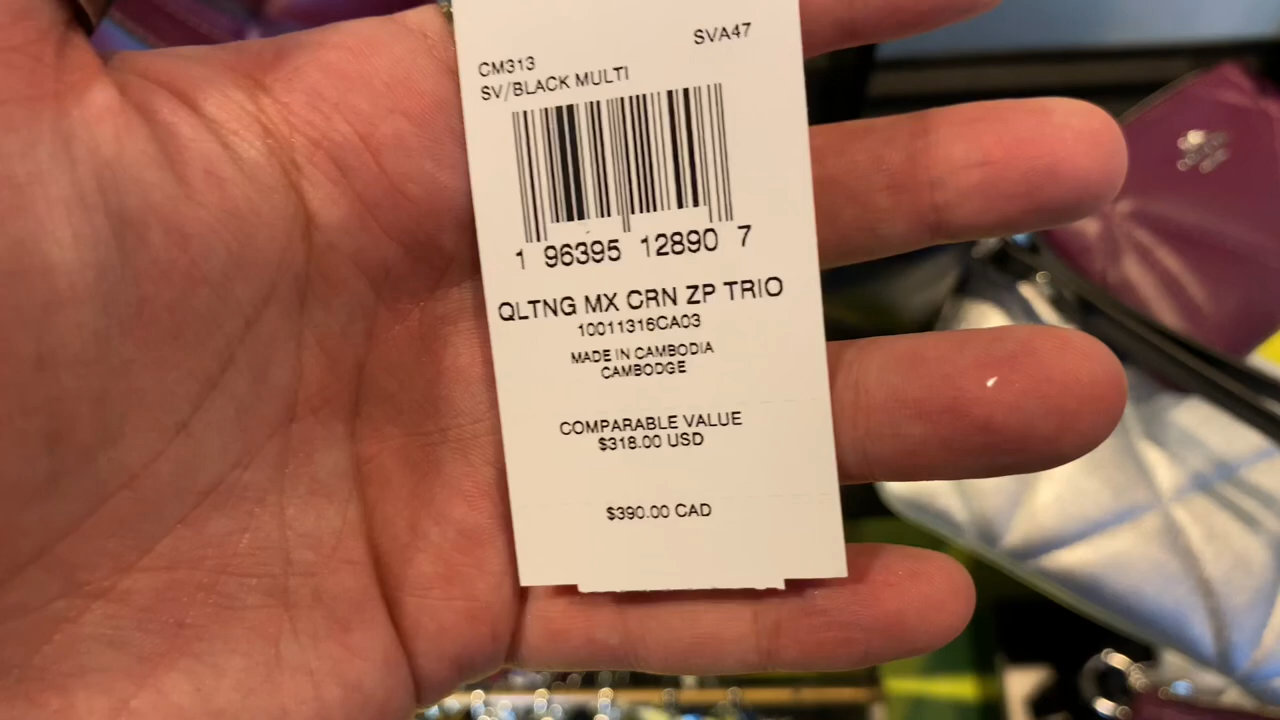 SVA47
CM313
SV/BLACK MULTI
1 96395 12890 7
QLTNG MX CRN ZP TRIO
10011316CA03
MADE IN CAMBODIA
CAMBODGE
COMPARABLE VALUE
$318.00 USD
$390.00 CAD